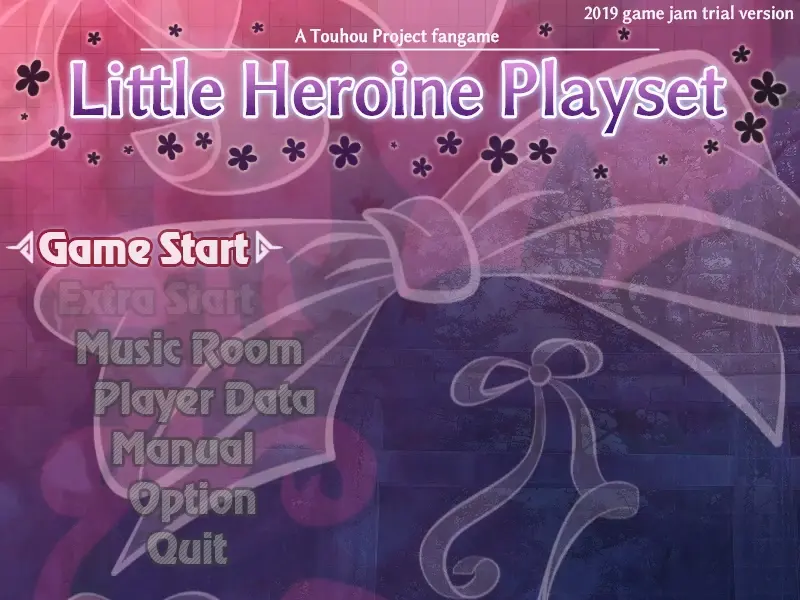 2019 game jam trial version
A Touhou Project fangame
Little Heroine Playset
Game Start
Extra Start
Music Room
Player Data
Manual
Option
Quit